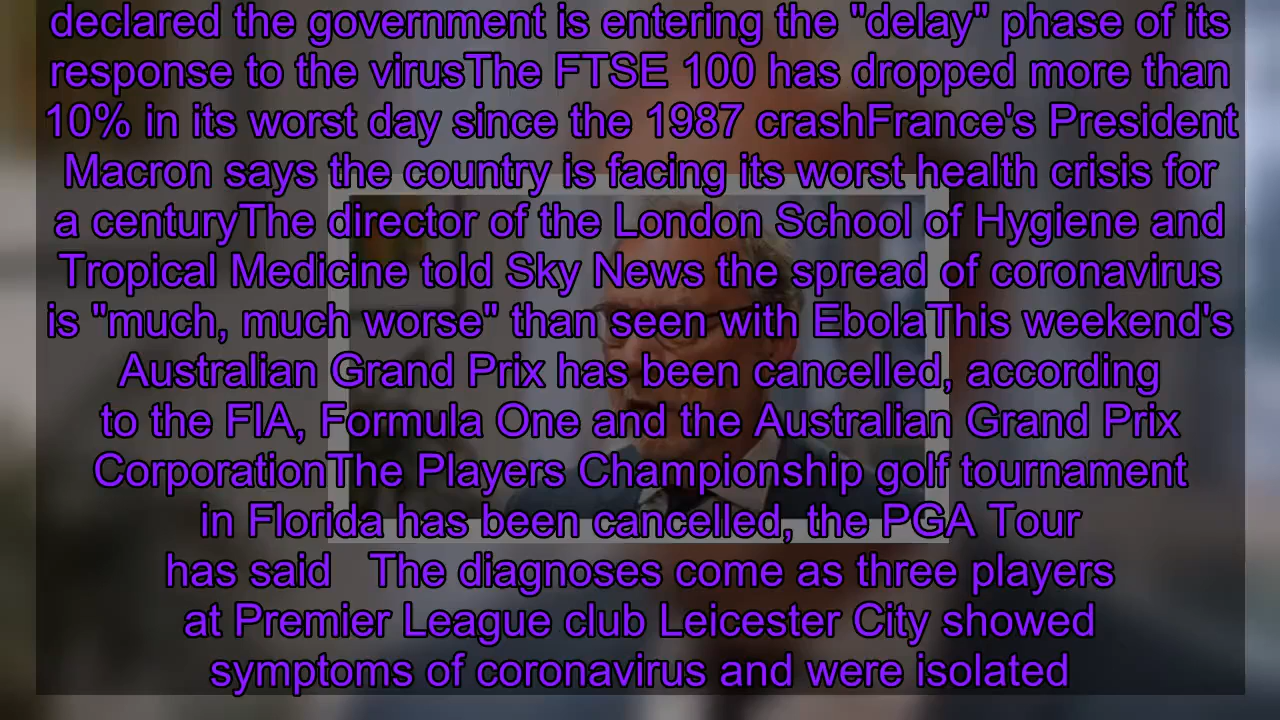 declared the government is entering the "delay" phase of its
response to the virusThe FTSE 100 has dropped more than
10% in its worst day since the 1987 crashFrance's President
Macron says the country is facing its worst health crisis for
a centuryThe director of the London School of Hygiene and
Tropical Medicine told Sky News the spread of coronavirus
is "much, much worse" than seen with EbolaThis weekend's
Australian Grand Prix has been cancelled, according
to the FIA, Formula One and the Australian Grand Prix
CorporationThe Players Championship golf tournament
in Florida has been cancelled, the PGA Tour
has said   The diagnoses come as three players
at Premier League club Leicester City showed
symptoms of coronavirus and were isolated